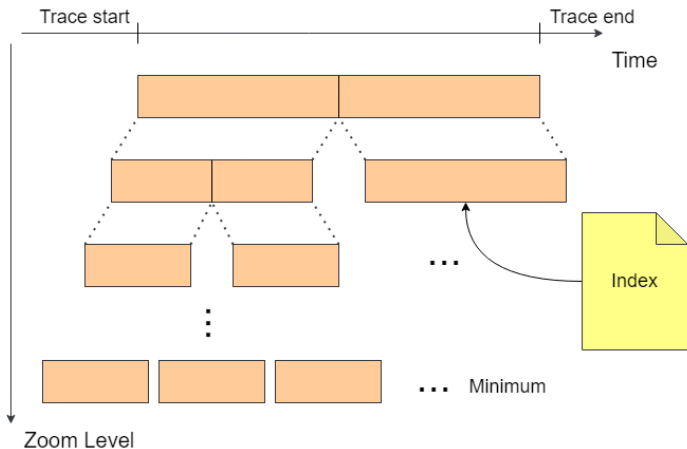 Trace start
Trace end
Time
Index
Minimum
Zoom Level